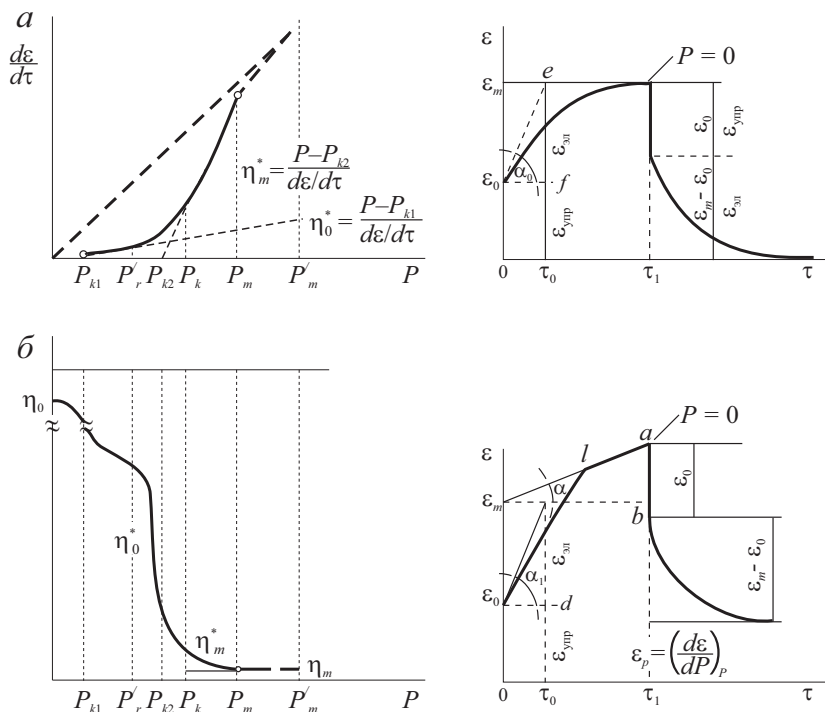 а
dε/dτ
η*m = P–Pk2 / dε/dτ
η*0 = P–Pk1 / dε/dτ
Pk1 P′r Pk2 Pk Pm P′m P
ε
P = 0
εm
e
εэл
ε0
εупр
α0
ε0
f
εупр
εm - ε0
εэл
0 τ0 τ1 τ
б
η0
≈ ≈
η*0
η*m
ηm
Pk1 P′r Pk2 Pk Pm P′m P
P = 0
a
ε
l
α
ε0
εm
b
εэл
α1
εm - ε0
ε0
d
εупр
εp = (dε/dP)P
0 τ0 τ1 τ